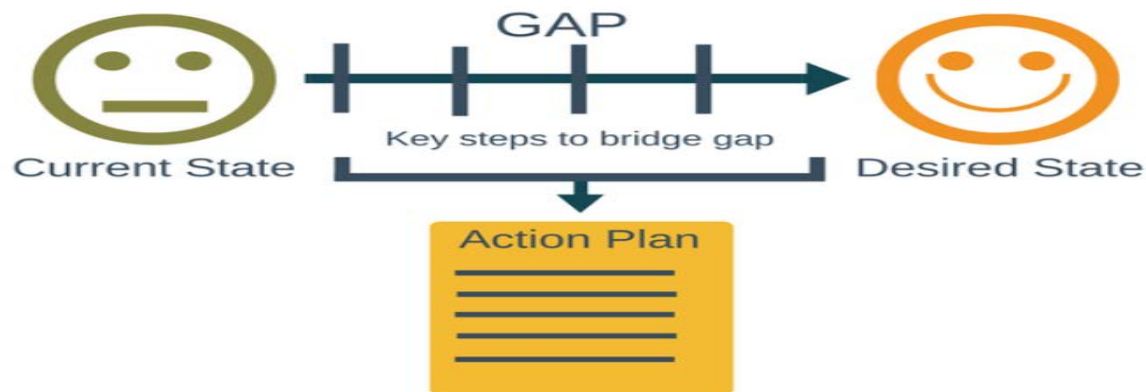 GAP
Key steps to bridge gap
Current State
Desired State
Action Plan